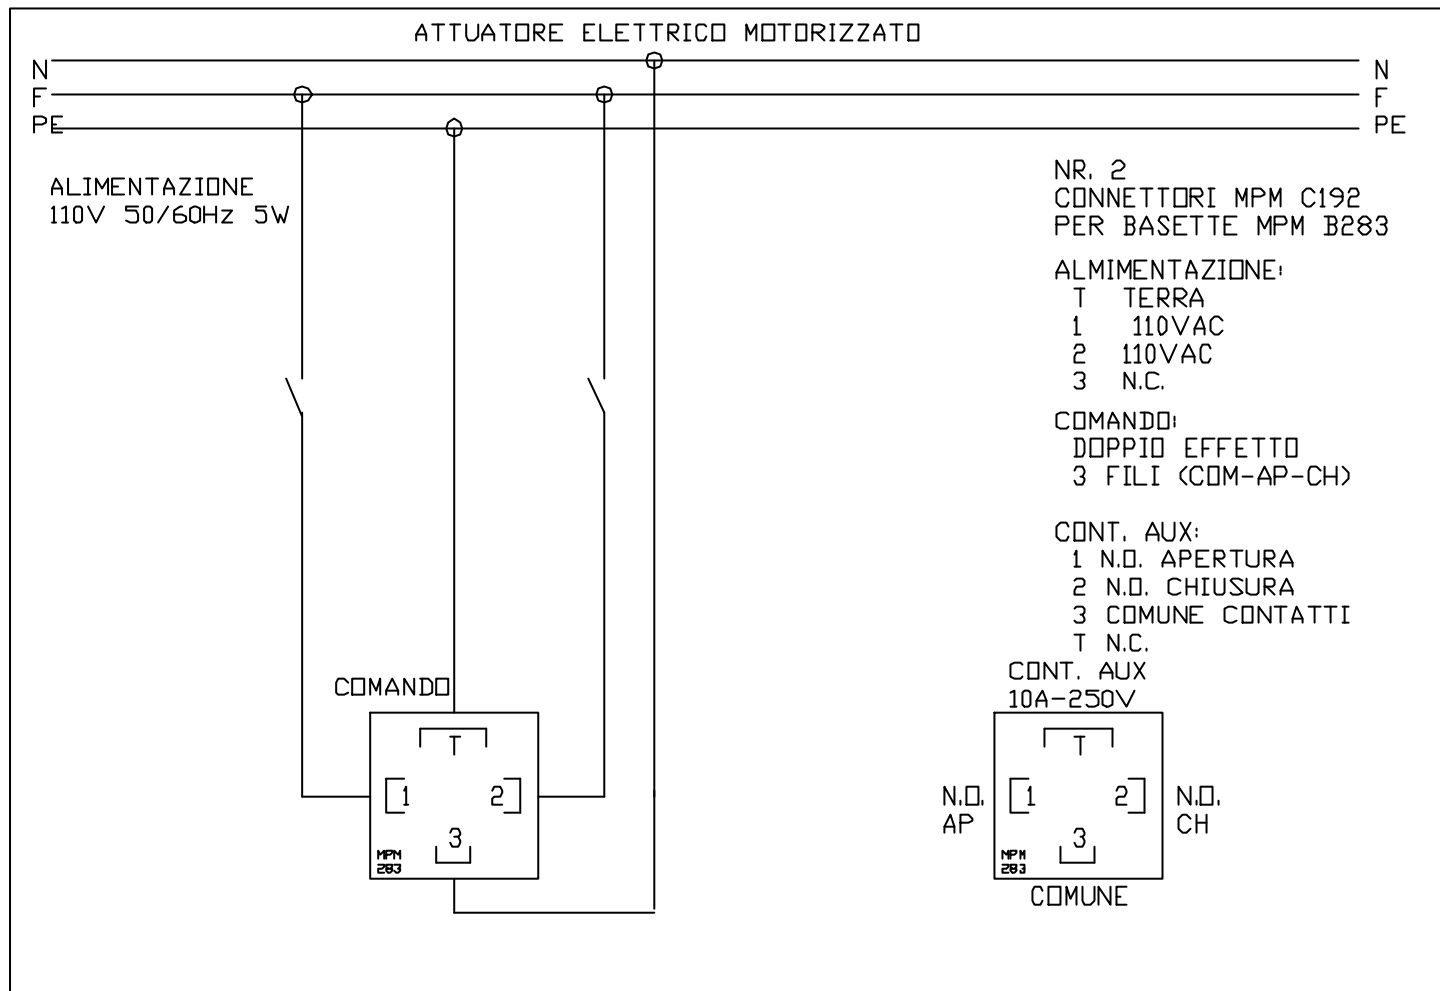 ATTUATORE ELETTRICO MOTORIZZATO
N
F
PE
N
F
PE
ALIMENTAZIONE
110V 50/60Hz 5W
NR. 2
CONNETTORI MPM C192
PER BASETTE MPM B283
ALMIMENTAZIONE:
T TERRA
1 110VAC
2 110VAC
3 N.C.
COMANDO:
DOPPIO EFFETTO
3 FILI (COM-AP-CH)
CONT. AUX:
1 N.O. APERTURA
2 N.O. CHIUSURA
3 COMUNE CONTATTI
T N.C.
COMANDO
T
1 2
3
MPM
283
CONT. AUX
10A-250V
T
N.O.
AP
1 2
N.O.
CH
3
MPM
283
COMUNE